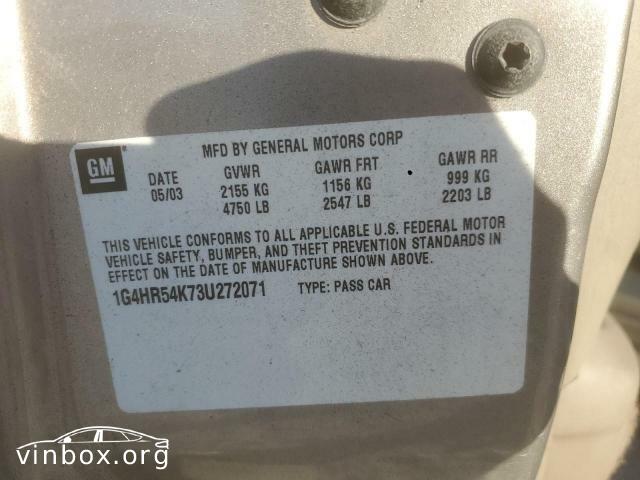 MFD BY GENERAL MOTORS CORP
GM
DATE GVWR GAWR FRT GAWR RR
05/03 2155 KG 1156 KG 999 KG
4750 LB 2547 LB 2203 LB
THIS VEHICLE CONFORMS TO ALL APPLICABLE U.S. FEDERAL MOTOR
VEHICLE SAFETY, BUMPER, AND THEFT PREVENTION STANDARDS IN
EFFECT ON THE DATE OF MANUFACTURE SHOWN ABOVE.
1G4HR54K73U272071 TYPE: PASS CAR
vinbox.org